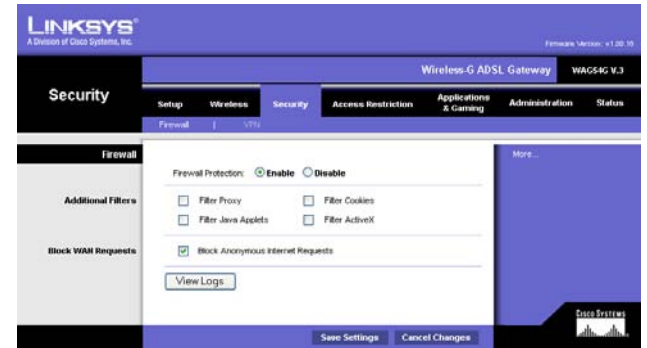 LINKSYS®
A Division of Cisco Systems, Inc.
Firmware Version: v1.00.10
Wireless-G ADSL Gateway WAG54G V.3
Security
Setup Wireless Security Access Restriction Applications & Gaming Administration Status
Firewall | VPN
Firewall
Firewall Protection: Enable Disable
More...
Additional Filters
Filter Proxy Filter Cookies
Filter Java Applets Filter ActiveX
Block WAN Requests
Block Anonymous Internet Requests
View Logs
Save Settings Cancel Changes
CISCO SYSTEMS